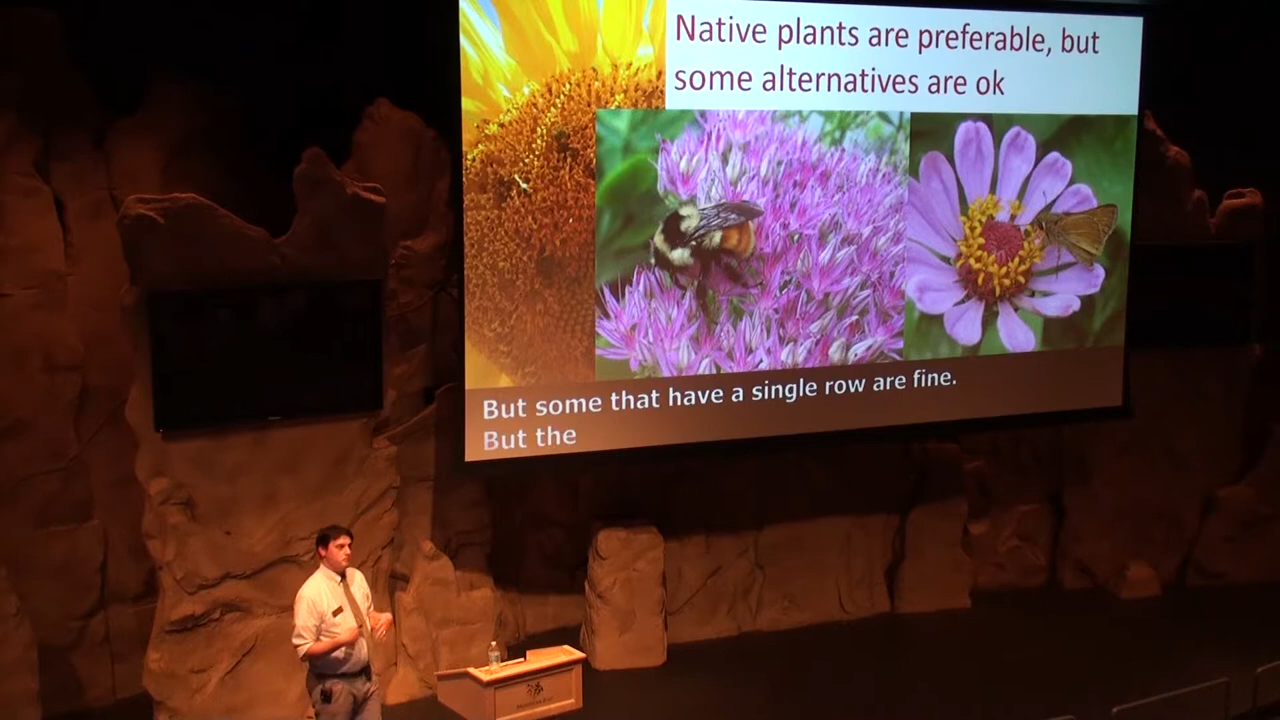 Native plants are preferable, but
some alternatives are ok
But some that have a single row are fine.
But the